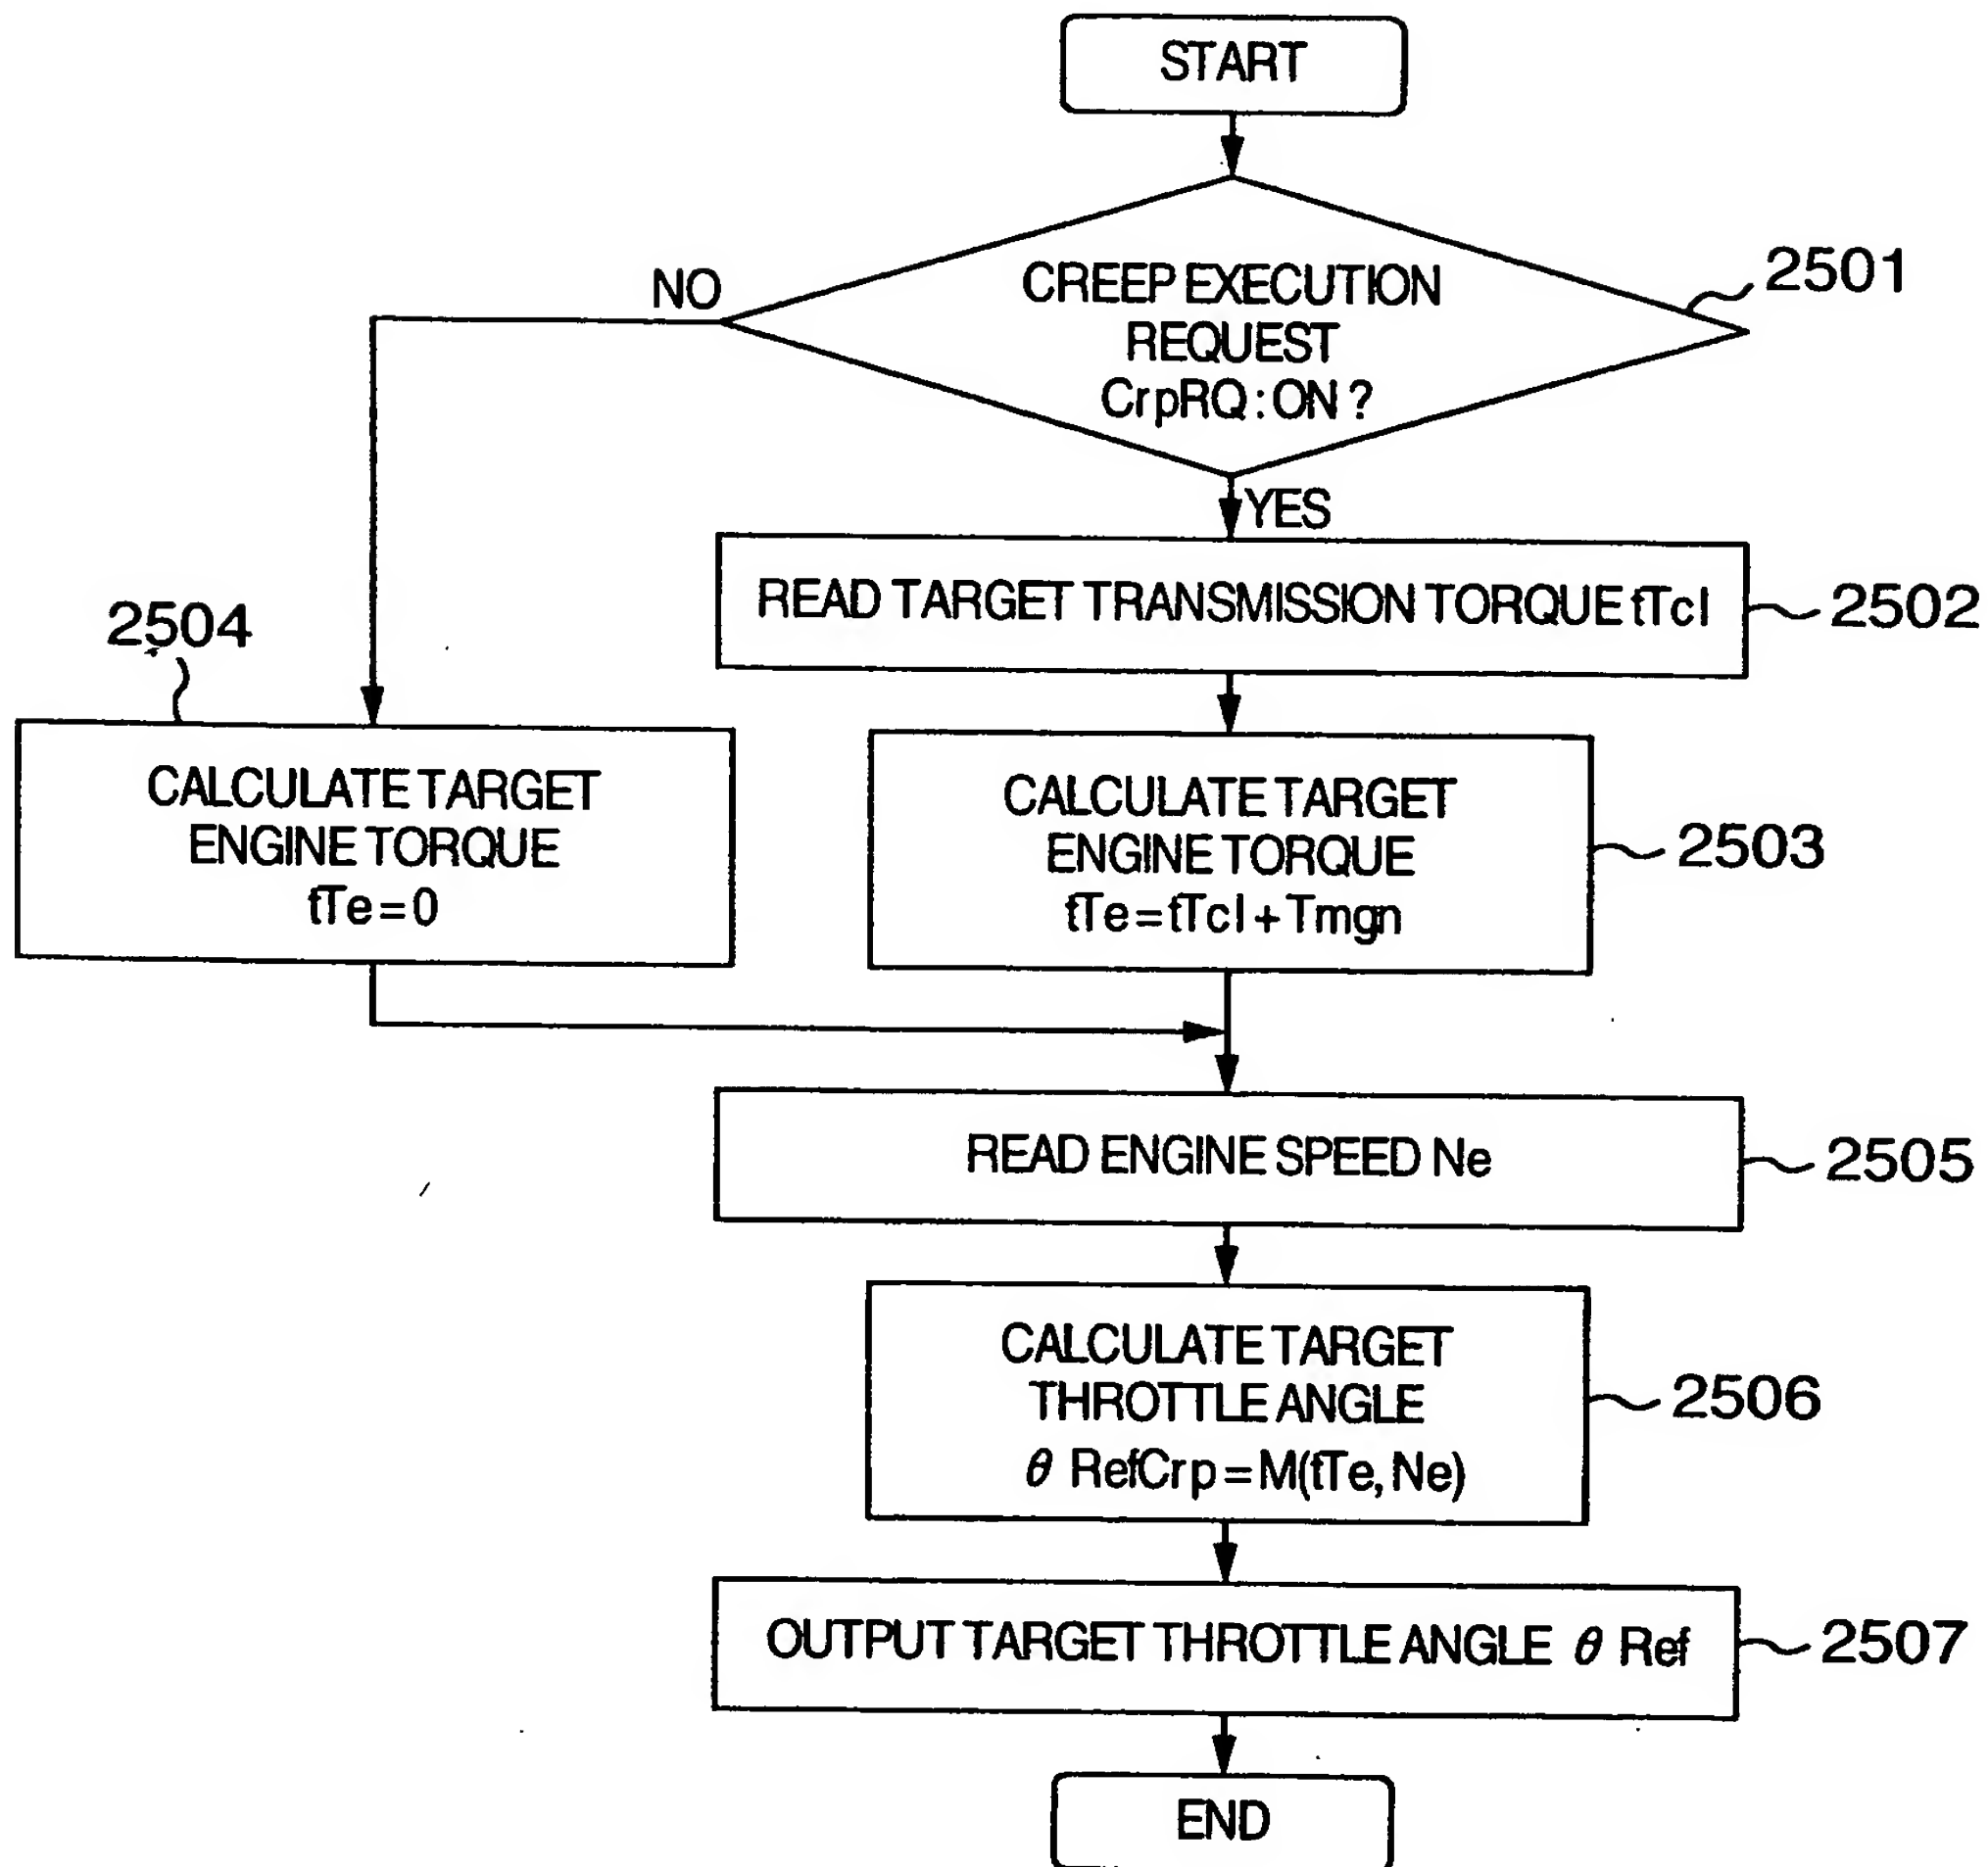 START
CREEP EXECUTION
REQUEST
CrpRQ : ON ?
2501
NO
YES
READ TARGET TRANSMISSION TORQUE tTcl
2502
2504
CALCULATE TARGET
ENGINE TORQUE
tTe = 0
CALCULATE TARGET
ENGINE TORQUE
tTe = tTcl + Tmgn
2503
READ ENGINE SPEED Ne
2505
CALCULATE TARGET
THROTTLE ANGLE
θ RefCrp = M(tTe, Ne)
2506
OUTPUT TARGET THROTTLE ANGLE θ Ref
2507
END